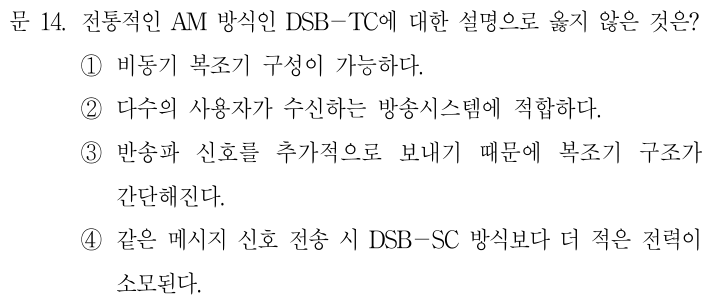 문 14. 전통적인 AM 방식인 DSB-TC에 대한 설명으로 옳지 않은 것은?
① 비동기 복조기 구성이 가능하다.
② 다수의 사용자가 수신하는 방송시스템에 적합하다.
③ 반송파 신호를 추가적으로 보내기 때문에 복조기 구조가
간단해진다.
④ 같은 메시지 신호 전송 시 DSB-SC 방식보다 더 적은 전력이
소모된다.